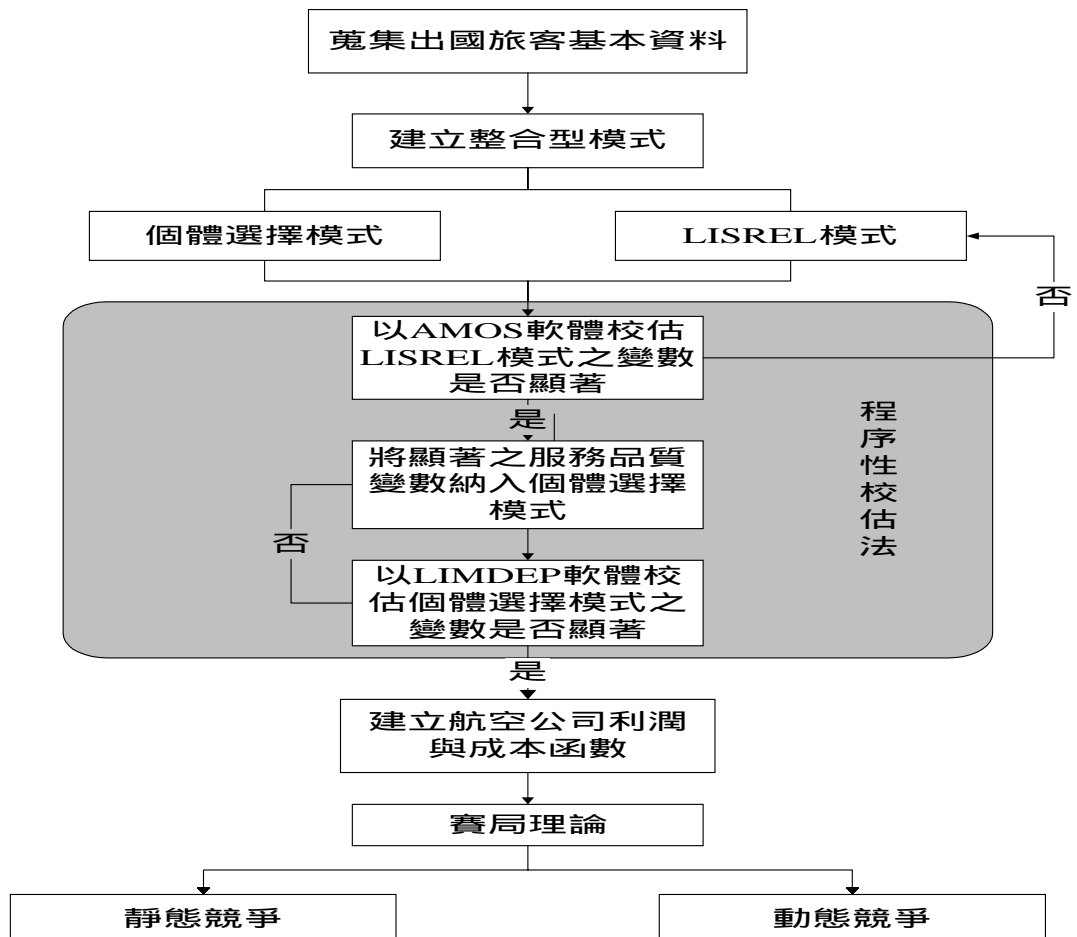 蒐集出國旅客基本資料
建立整合型模式
個體選擇模式
LISREL模式
否
以AMOS軟體校估
LISREL模式之變數
是否顯著
是
將顯著之服務品質
變數納入個體選擇
模式
否
以LIMDEP軟體校
估個體選擇模式之
變數是否顯著
程序性校估法
是
建立航空公司利潤
與成本函數
賽局理論
靜態競爭
動態競爭